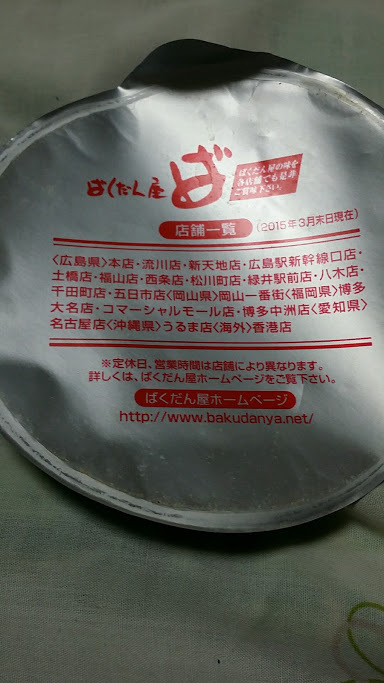 ばくだん屋
ば
ばくだん屋の味を
各店舗でも是非
ご賞味下さい。
店舗一覧 (2015年3月末日現在)
〈広島県〉本店・流川店・新天地店・広島駅新幹線口店・
土橋店・福山店・西条店・松川町店・緑井駅前店・八木店・
千田町店・五日市店〈岡山県〉岡山一番街〈福岡県〉博多
大名店・コマーシャルモール店・博多中洲店〈愛知県〉
名古屋店〈沖縄県〉うるま店〈海外〉香港店
※定休日、営業時間は店舗により異なります。
詳しくは、ばくだん屋ホームページをご覧下さい。
ばくだん屋ホームページ
http://www.bakudanya.net/